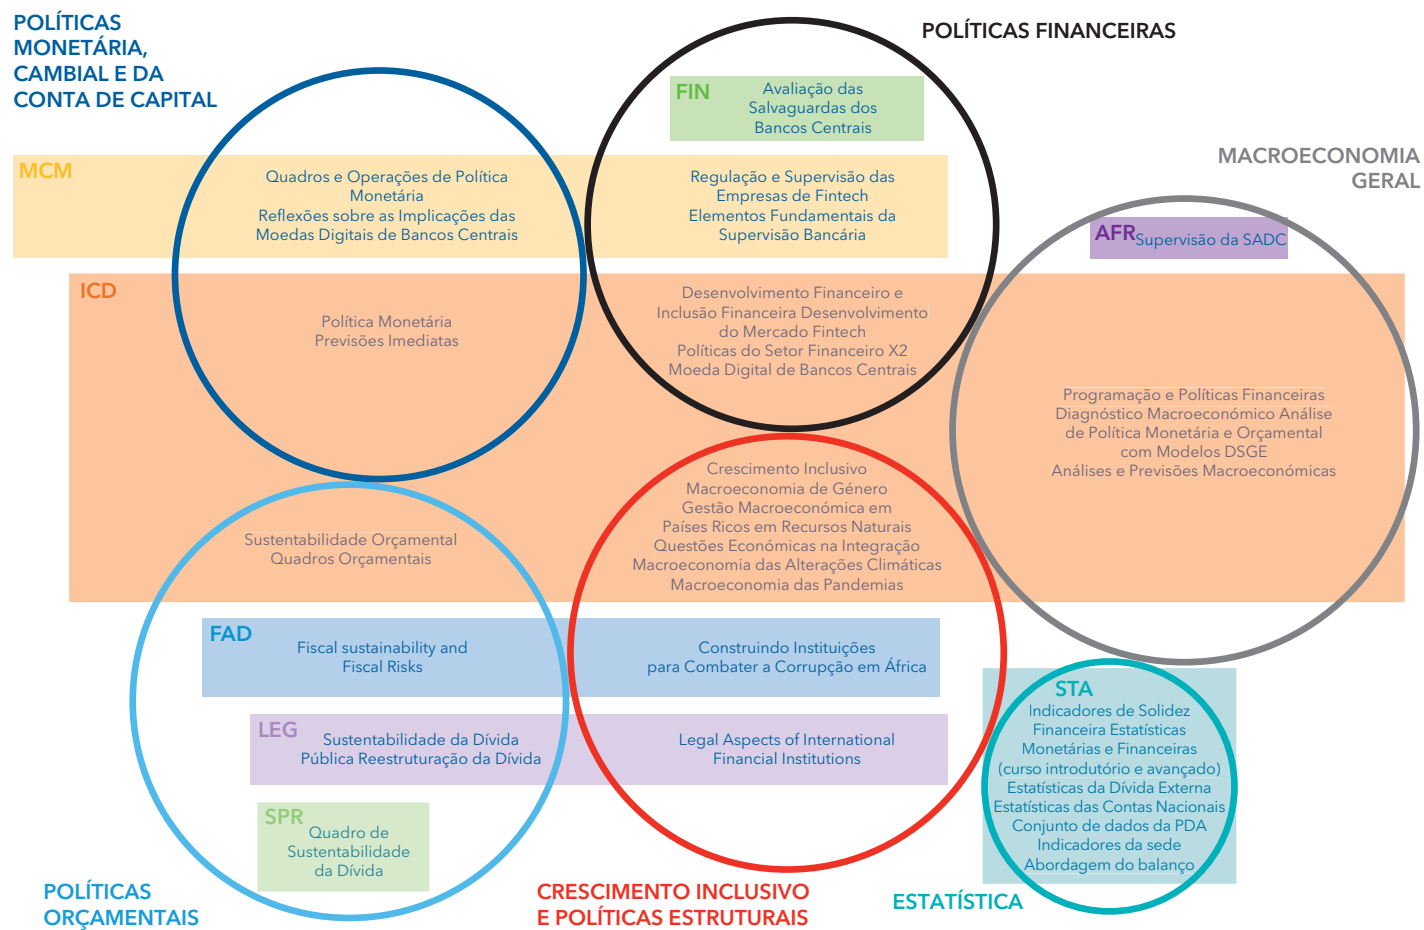 POLÍTICAS
MONETÁRIA,
CAMBIAL E DA
CONTA DE CAPITAL
POLÍTICAS FINANCEIRAS
FIN
Avaliação das
Salvaguardas dos
Bancos Centrais
MACROECONOMIA
GERAL
MCM
Quadros e Operações de Política
Monetária
Reflexões sobre as Implicações das
Moedas Digitais de Bancos Centrais
Regulação e Supervisão das
Empresas de Fintech
Elementos Fundamentais da
Supervisão Bancária
AFR
Supervisão da SADC
ICD
Política Monetária
Previsões Imediatas
Desenvolvimento Financeiro e
Inclusão Financeira Desenvolvimento
do Mercado Fintech
Políticas do Setor Financeiro X2
Moeda Digital de Bancos Centrais
Programação e Políticas Financeiras
Diagnóstico Macroeconómico Análise
de Política Monetária e Orçamental
com Modelos DSGE
Análises e Previsões Macroeconómicas
Sustentabilidade Orçamental
Quadros Orçamentais
Crescimento Inclusivo
Macroeconomia de Género
Gestão Macroeconómica em
Países Ricos em Recursos Naturais
Questões Económicas na Integração
Macroeconomia das Alterações Climáticas
Macroeconomia das Pandemias
FAD
Fiscal sustainability and
Fiscal Risks
Construindo Instituições
para Combater a Corrupção em África
LEG
Sustentabilidade da Dívida
Pública Reestruturação da Dívida
Legal Aspects of International
Financial Institutions
STA
Indicadores de Solidez
Financeira Estatísticas
Monetárias e Financeiras
(curso introdutório e avançado)
Estatísticas da Dívida Externa
Estatísticas das Contas Nacionais
Conjunto de dados da PDA
Indicadores da sede
Abordagem do balanço
SPR
Quadro de
Sustentabilidade
da Dívida
POLÍTICAS
ORÇAMENTAIS
CRESCIMENTO INCLUSIVO
E POLÍTICAS ESTRUTURAIS
ESTATÍSTICA